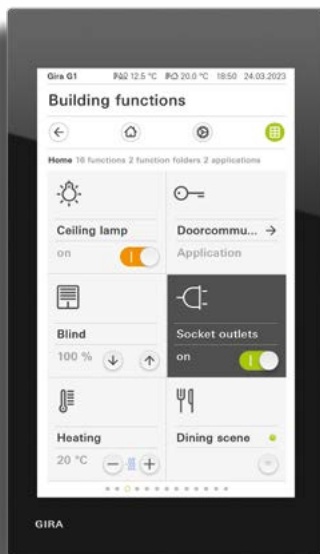 Gira G1 12.5 °C 20.0 °C 18:50 24.03.2023
Building functions
Home 16 functions 2 function folders 2 applications
Ceiling lamp
on
Doorcommu...
Application
Blind
100 %
Socket outlets
on
Heating
20 °C
Dining scene
GIRA